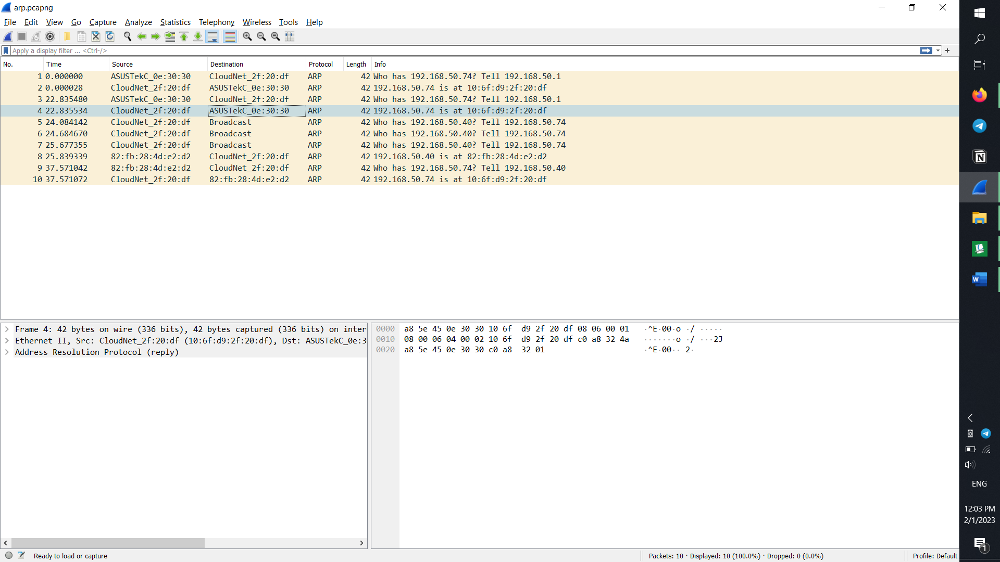 arp.pcapng
File Edit View Go Capture Analyze Statistics Telephony Wireless Tools Help
Apply a display filter ... <Ctrl-/>
No. Time Source Destination Protocol Length Info
1 0.000000 ASUSTekC_0e:30:30 CloudNet_2f:20:df ARP 42 Who has 192.168.50.74? Tell 192.168.50.1
2 0.000028 CloudNet_2f:20:df ASUSTekC_0e:30:30 ARP 42 192.168.50.74 is at 10:6f:d9:2f:20:df
3 22.835480 ASUSTekC_0e:30:30 CloudNet_2f:20:df ARP 42 Who has 192.168.50.74? Tell 192.168.50.1
4 22.835534 CloudNet_2f:20:df ASUSTekC_0e:30:30 ARP 42 192.168.50.74 is at 10:6f:d9:2f:20:df
5 24.084142 CloudNet_2f:20:df Broadcast ARP 42 Who has 192.168.50.40? Tell 192.168.50.74
6 24.684670 CloudNet_2f:20:df Broadcast ARP 42 Who has 192.168.50.40? Tell 192.168.50.74
7 25.677355 CloudNet_2f:20:df Broadcast ARP 42 Who has 192.168.50.40? Tell 192.168.50.74
8 25.839339 82:fb:28:4d:e2:d2 CloudNet_2f:20:df ARP 42 192.168.50.40 is at 82:fb:28:4d:e2:d2
9 37.571042 82:fb:28:4d:e2:d2 CloudNet_2f:20:df ARP 42 Who has 192.168.50.74? Tell 192.168.50.40
10 37.571072 CloudNet_2f:20:df 82:fb:28:4d:e2:d2 ARP 42 192.168.50.74 is at 10:6f:d9:2f:20:df
Frame 4: 42 bytes on wire (336 bits), 42 bytes captured (336 bits) on inter
Ethernet II, Src: CloudNet_2f:20:df (10:6f:d9:2f:20:df), Dst: ASUSTekC_0e:3
Address Resolution Protocol (reply)
0000 a8 5e 45 0e 30 30 10 6f d9 2f 20 df 08 06 00 01 ·^E·00·o ·/ ·····
0010 08 00 06 04 00 02 10 6f d9 2f 20 df c0 a8 32 4a ·······o ·/ ···2J
0020 a8 5e 45 0e 30 30 c0 a8 32 01 ·^E·00·· 2·
Ready to load or capture
Packets: 10 · Displayed: 10 (100.0%) · Dropped: 0 (0.0%)
Profile: Default
N
W
ENG
12:03 PM
2/1/2023
1